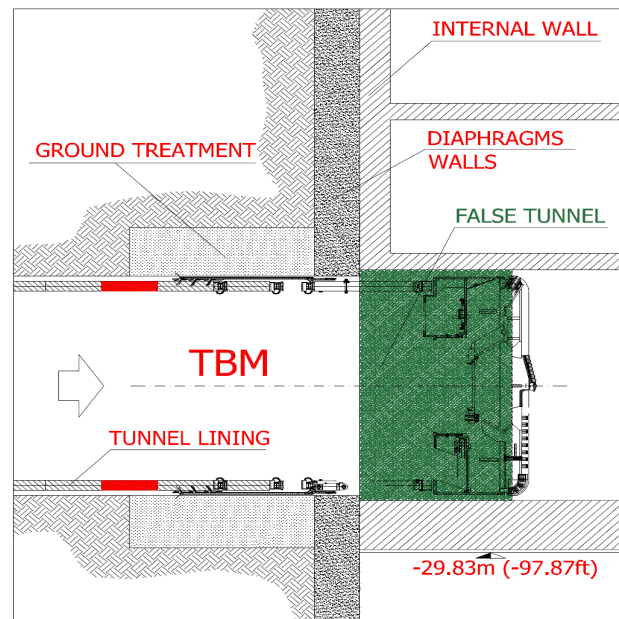 INTERNAL WALL
GROUND TREATMENT
DIAPHRAGMS
WALLS
FALSE TUNNEL
TBM
TUNNEL LINING
-29.83m (-97.87ft)